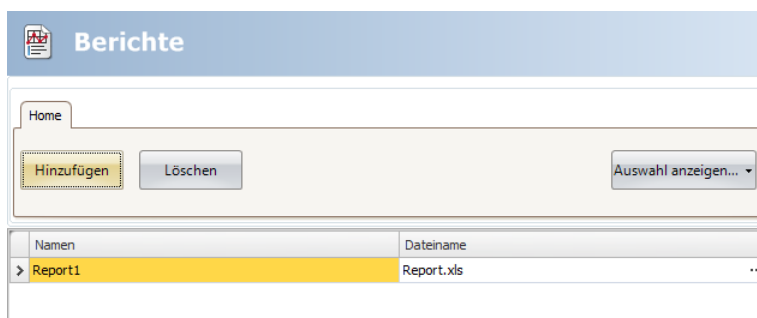 Berichte
Home
Hinzufügen Löschen Auswahl anzeigen...
Namen Dateiname
Report1 Report.xls ...